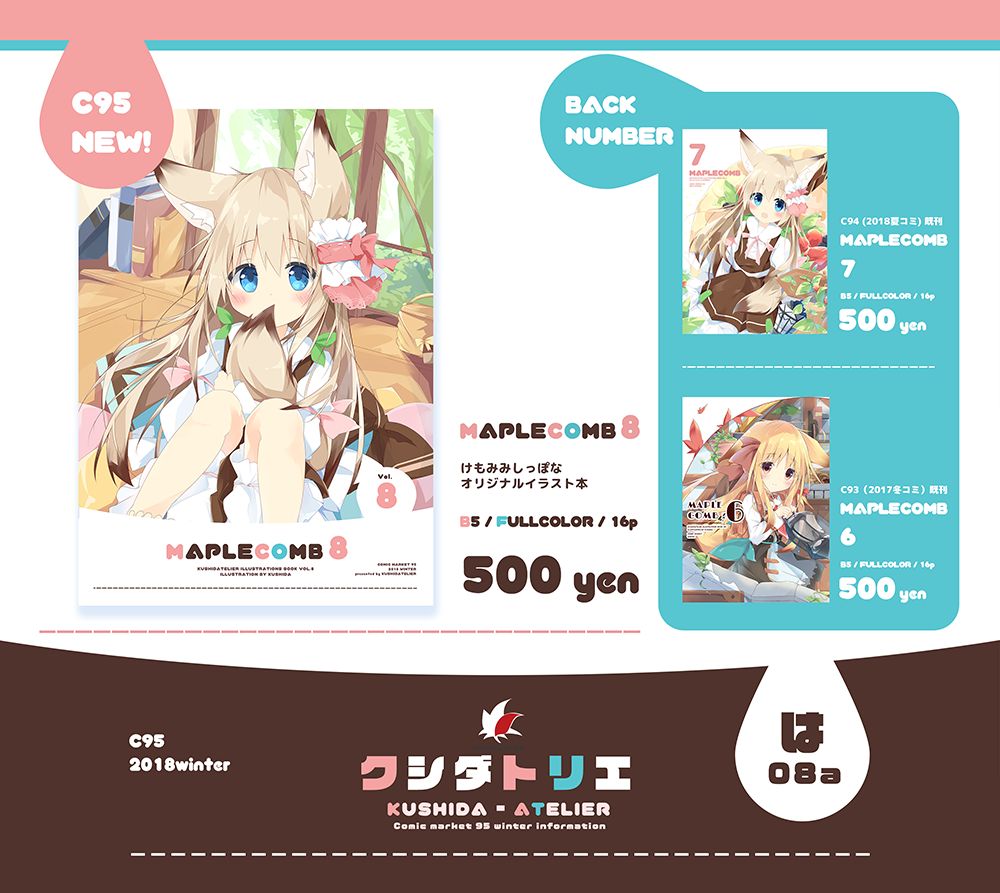 C95
NEW!
Vol.
8
MAPLECOMB 8
KUSHIDATELIER ILLUSTRATIONS BOOK VOL.8
ILLUSTRATION BY KUSHIDA
COMIC MARKET 95
2018 WINTER
presented by KUSHIDATELIER
MAPLECOMB 8
けもみみしっぽな
オリジナルイラスト本
B5 / FULLCOLOR / 16p
500 yen
BACK
NUMBER
7
MAPLECOMB
C94 (2018夏コミ) 既刊
MAPLECOMB
7
B5 / FULLCOLOR / 16p
500 yen
MAPLE
COMB 6
C93 (2017冬コミ) 既刊
MAPLECOMB
6
B5 / FULLCOLOR / 16p
500 yen
C95
2018winter
クシダトリエ
KUSHIDA - ATELIER
Comic market 95 winter information
は
08a